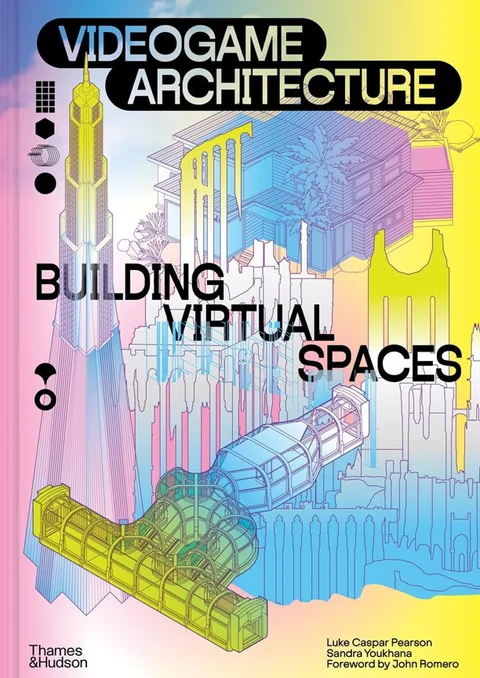 VIDEOGAME
ARCHITECTURE
BUILDING
VIRTUAL
SPACES
Thames
&Hudson
Luke Caspar Pearson
Sandra Youkhana
Foreword by John Romero